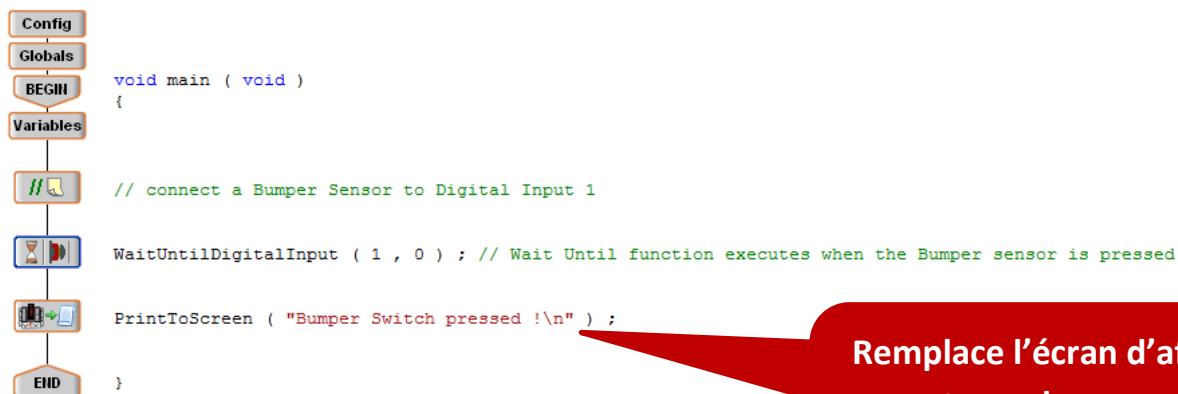 Config
Globals
BEGIN
void main ( void )
{
Variables
//
// connect a Bumper Sensor to Digital Input 1
WaitUntilDigitalInput ( 1 , 0 ) ; // Wait Until function executes when the Bumper sensor is pressed
PrintToScreen ( "Bumper Switch pressed !\n" ) ;
Remplace l’écran
END
}